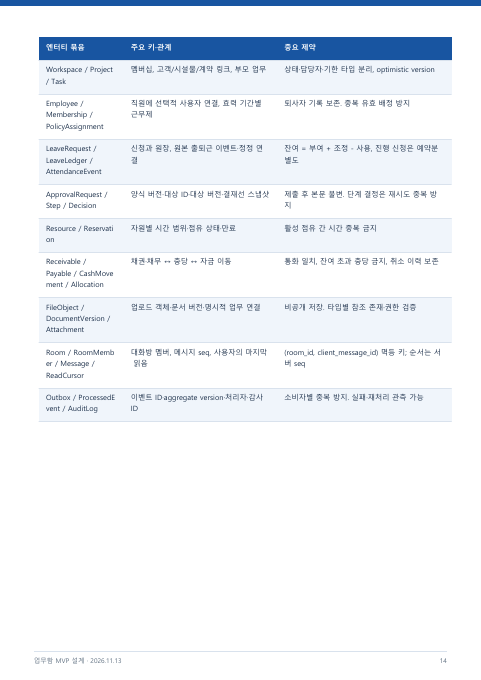 엔터티 묶음 주요 키·관계 중요 제약
Workspace / Project 멤버십, 고객/시설물/계약 링크, 부모 업무 상태·담당자·기한 타입 분리, optimistic version
/ Task
Employee / 직원에 선택적 사용자 연결, 효력 기간별 퇴사자 기록 보존. 중복 유효 배정 방지
Membership / 근무제
PolicyAssignment
LeaveRequest / 신청과 원장, 원본 출퇴근 이벤트·정정 연 잔여 = 부여 + 조정 - 사용, 진행 신청은 예약분
LeaveLedger / 결 별도
AttendanceEvent
ApprovalRequest / 양식 버전·대상 ID·대상 버전·결재선 스냅샷 제출 후 본문 불변. 단계 결정은 재시도 중복 방
Step / Decision 지
Resource / Reservati 자원별 시간 범위·점유 상태·만료 활성 점유 간 시간 중복 금지
on
Receivable / 채권·채무 ↔ 충당 ↔ 자금 이동 통화 일치, 잔여 초과 충당 금지, 취소 이력 보존
Payable / CashMove
ment / Allocation
FileObject / 업로드 객체·문서 버전·명시적 업무 연결 비공개 저장. 타입별 참조 존재·권한 검증
DocumentVersion /
Attachment
Room / RoomMemb 대화방 멤버, 메시지 seq, 사용자의 마지막 (room_id, client_message_id) 멱등 키; 순서는 서
er / Message / 읽음 버 seq
ReadCursor
Outbox / ProcessedE 이벤트 ID·aggregate version·처리자·감사 소비자별 중복 방지. 실패·재처리 관측 가능
vent / AuditLog ID
업무함 MVP 설계 · 2026.11.13 14